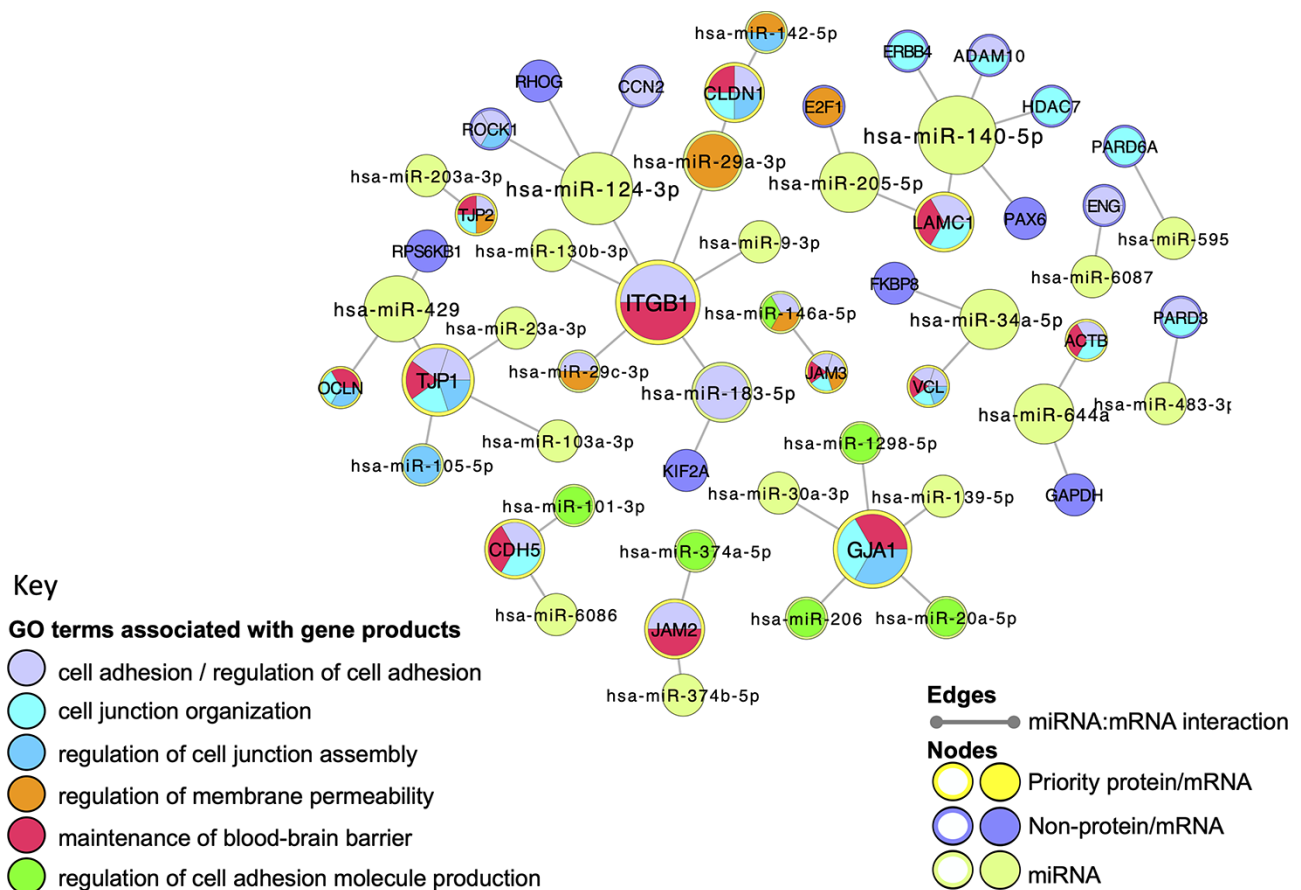 hsa-miR-142-5p
ERBB4
ADAM10
RHOG
CCN2
CLDN1
E2F1
HDAC7
ROCK1
hsa-miR-140-5p
PARD6A
hsa-miR-29a-3p
hsa-miR-203a-3p
hsa-miR-124-3p
hsa-miR-205-5p
TJP2
LAMC1
PAX6
ENG
RPS6KB1
hsa-miR-130b-3p
hsa-miR-9-3p
hsa-miR-595
hsa-miR-6087
FKBP8
ITGB1
hsa-miR-429
hsa-miR-146a-5p
hsa-miR-34a-5p
PARD3
hsa-miR-23a-3p
ACTB
OCLN
TJP1
hsa-miR-29c-3p
JAM3
VCL
hsa-miR-183-5p
hsa-miR-644a
hsa-miR-483-3p
hsa-miR-103a-3p
hsa-miR-1298-5p
hsa-miR-105-5p
KIF2A
hsa-miR-30a-3p
hsa-miR-139-5p
GAPDH
hsa-miR-101-3p
CDH5
hsa-miR-374a-5p
GJA1
hsa-miR-6086
JAM2
hsa-miR-206
hsa-miR-20a-5p
hsa-miR-374b-5p
Key
GO terms associated with gene products
cell adhesion / regulation of cell adhesion
cell junction organization
regulation of cell junction assembly
regulation of membrane permeability
maintenance of blood-brain barrier
regulation of cell adhesion molecule production
Edges
miRNA:mRNA interaction
Nodes
Priority protein/mRNA
Non-protein/mRNA
miRNA